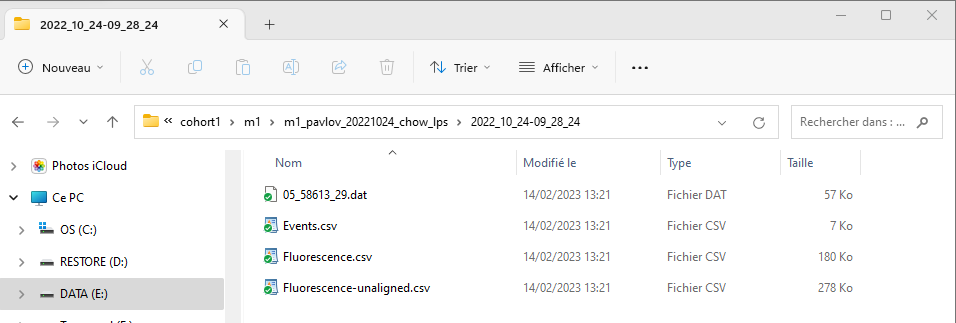 2022_10_24-09_28_24
Nouveau
Trier
Afficher
cohort1 > m1 > m1_pavlov_20221024_chow_lps > 2022_10_24-09_28_24
Rechercher dans : ...
Nom Modifié le Type Taille
Photos iCloud
Ce PC
OS (C:)
RESTORE (D:)
DATA (E:)
05_58613_29.dat 14/02/2023 13:21 Fichier DAT 57 Ko
Events.csv 14/02/2023 13:21 Fichier CSV 7 Ko
Fluorescence.csv 14/02/2023 13:21 Fichier CSV 180 Ko
Fluorescence-unaligned.csv 14/02/2023 13:21 Fichier CSV 278 Ko